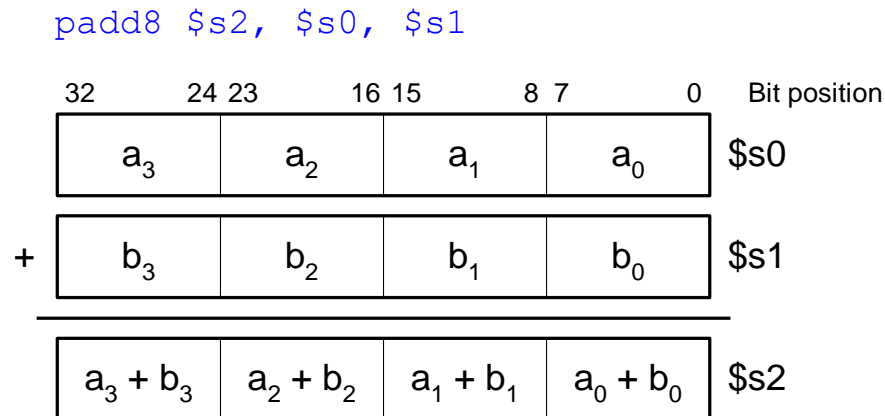 padd8 $s2, $s0, $s1
32 24 23 16 15 8 7 0 Bit position
a₃ a₂ a₁ a₀ $s0
+ b₃ b₂ b₁ b₀ $s1
a₃ + b₃ a₂ + b₂ a₁ + b₁ a₀ + b₀ $s2